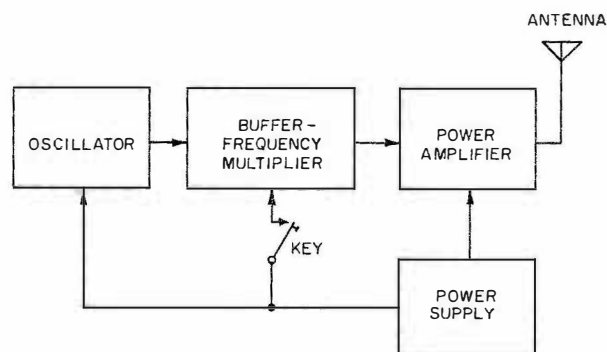 ANTENNA
OSCILLATOR
BUFFER-
FREQUENCY
MULTIPLIER
POWER
AMPLIFIER
KEY
POWER
SUPPLY